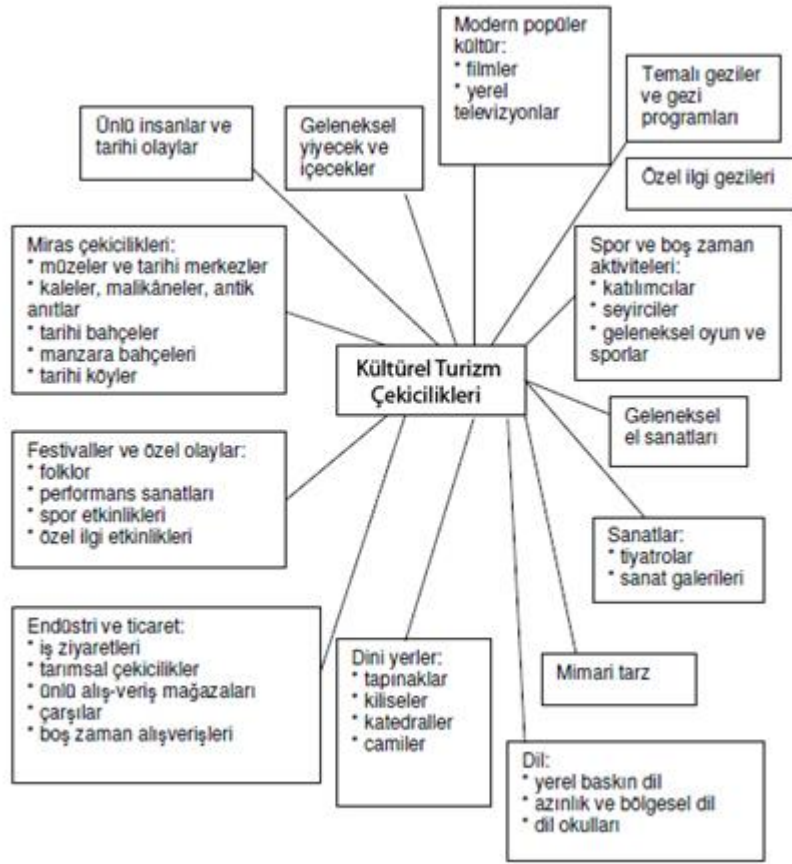 Modern popüler
kültür:
* filmler
* yerel
televizyonlar
Temalı geziler
ve gezi
programları
Ünlü insanlar ve
tarihi olaylar
Geleneksel
yiyecek ve
içecekler
Özel ilgi gezileri
Miras çekicilikleri:
* müzeler ve tarihi merkezler
* kaleler, malikâneler, antik
anıtlar
* tarihi bahçeler
* manzara bahçeleri
* tarihi köyler
Spor ve boş zaman
aktiviteleri:
* katılımcılar
* seyirciler
* geleneksel oyun ve
sporlar
Kültürel Turizm
Çekicilikleri
Geleneksel
el sanatları
Festivaller ve özel olaylar:
* folklor
* performans sanatları
* spor etkinlikleri
* özel ilgi etkinlikleri
Sanatlar:
* tiyatrolar
* sanat galerileri
Endüstri ve ticaret:
* iş ziyaretleri
* tarımsal çekicilikler
* ünlü alış-veriş mağazaları
* çarşılar
* boş zaman alışverişleri
Dini yerler:
* tapınaklar
* kiliseler
* katedraller
* camiler
Mimari tarz
Dil:
* yerel baskın dil
* azınlık ve bölgesel dil
* dil okulları